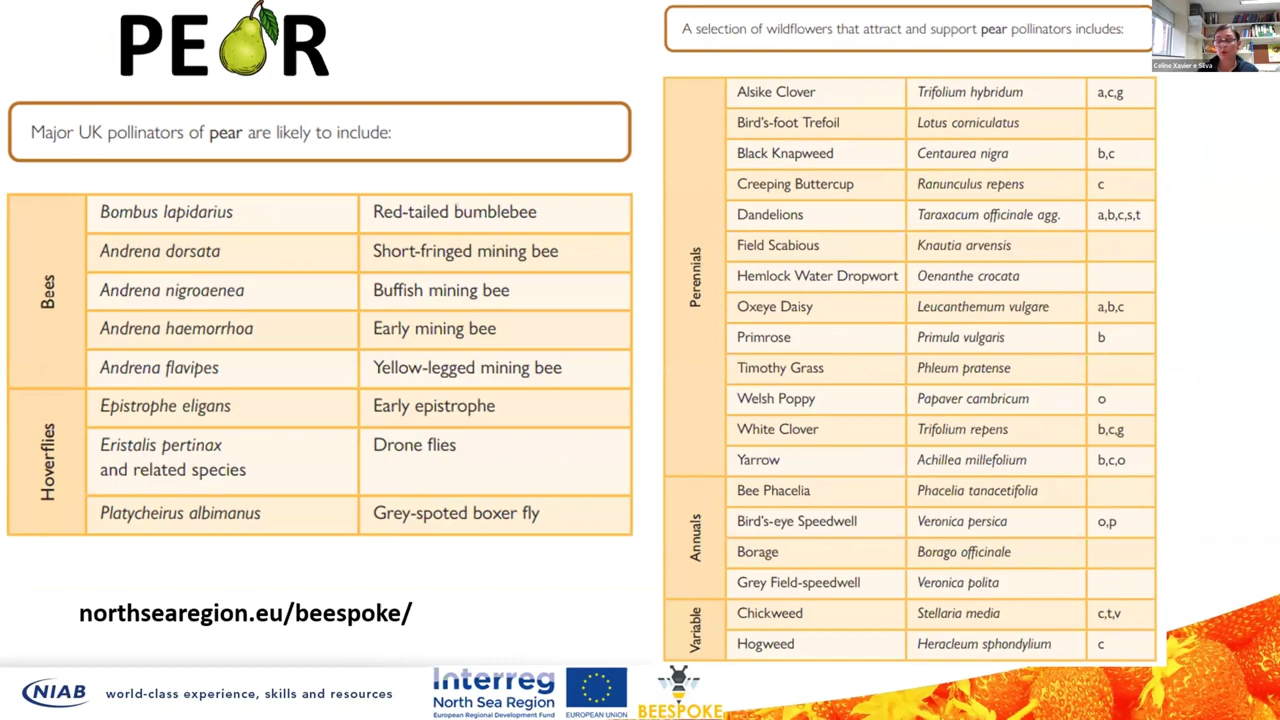 PEAR
Major UK pollinators of pear are likely to include:
Bees
Bombus lapidarius Red-tailed bumblebee
Andrena dorsata Short-fringed mining bee
Andrena nigroaenea Buffish mining bee
Andrena haemorrhoa Early mining bee
Andrena flavipes Yellow-legged mining bee
Hoverflies
Epistrophe eligans Early epistrophe
Eristalis pertinax Drone flies
and related species
Platycheirus albimanus Grey-spoted boxer fly
northsearegion.eu/beespoke/
A selection of wildflowers that attract and support pear pollinators includes:
Celine Xavier e Silva
Perennials
Alsike Clover Trifolium hybridum a,c,g
Bird's-foot Trefoil Lotus corniculatus
Black Knapweed Centaurea nigra b,c
Creeping Buttercup Ranunculus repens c
Dandelions Taraxacum officinale agg. a,b,c,s,t
Field Scabious Knautia arvensis
Hemlock Water Dropwort Oenanthe crocata
Oxeye Daisy Leucanthemum vulgare a,b,c
Primrose Primula vulgaris b
Timothy Grass Phleum pratense
Welsh Poppy Papaver cambricum o
White Clover Trifolium repens b,c,g
Yarrow Achillea millefolium b,c,o
Annuals
Bee Phacelia Phacelia tanacetifolia
Bird's-eye Speedwell Veronica persica o,p
Borage Borago officinale
Grey Field-speedwell Veronica polita
Variable
Chickweed Stellaria media c,t,v
Hogweed Heracleum sphondylium c
NIAB world-class experience, skills and resources
Interreg
North Sea Region
European Regional Development Fund EUROPEAN UNION
BEESPOKE